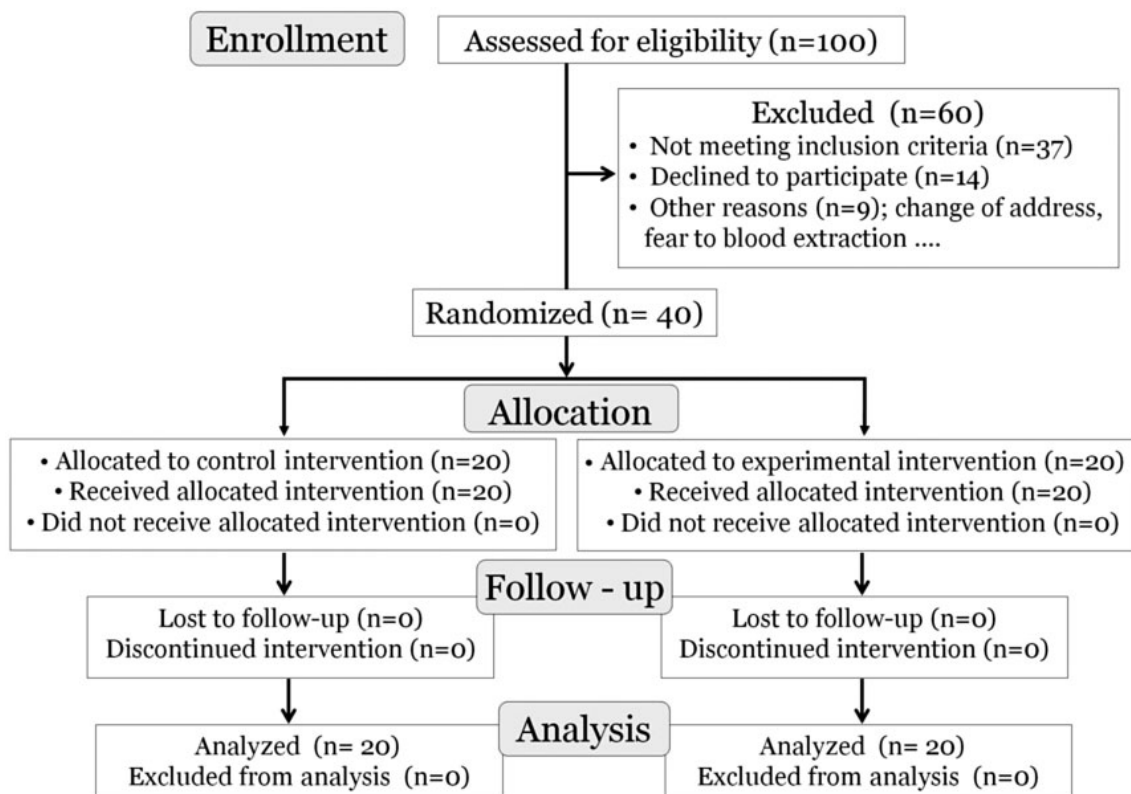 Enrollment
Assessed for eligibility (n=100)
Excluded (n=60)
• Not meeting inclusion criteria (n=37)
• Declined to participate (n=14)
• Other reasons (n=9); change of address,
fear to blood extraction ....
Randomized (n= 40)
Allocation
• Allocated to control intervention (n=20)
• Received allocated intervention (n=20)
• Did not receive allocated intervention (n=0)
• Allocated to experimental intervention (n=20)
• Received allocated intervention (n=20)
• Did not receive allocated intervention (n=0)
Follow - up
Lost to follow-up (n=0)
Discontinued intervention (n=0)
Lost to follow-up (n=0)
Discontinued intervention (n=0)
Analysis
Analyzed (n= 20)
Excluded from analysis (n=0)
Analyzed (n= 20)
Excluded from analysis (n=0)